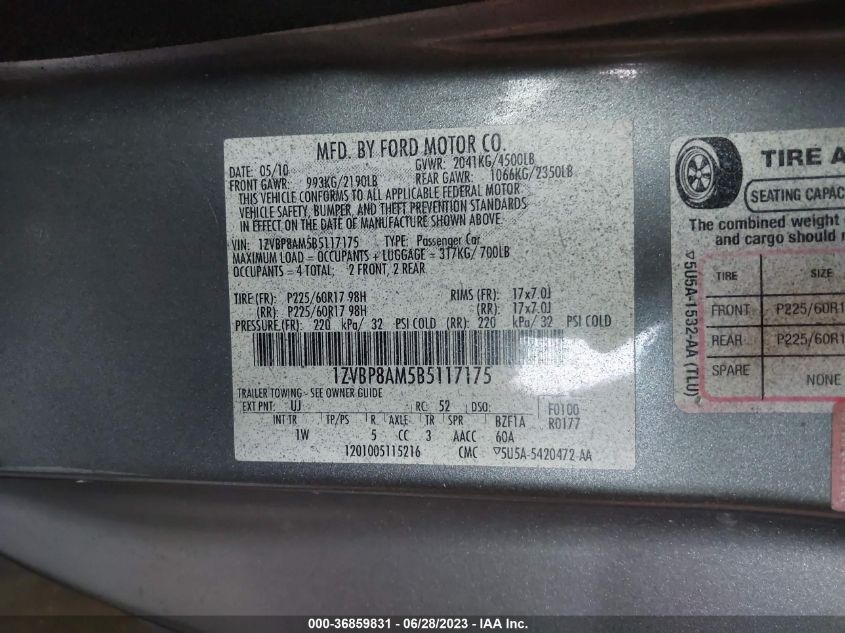 MFD. BY FORD MOTOR CO.
DATE: 05/10 GVWR: 2041KG/4500LB
FRONT GAWR: 993KG/2190LB REAR GAWR: 1066KG/2350LB
THIS VEHICLE CONFORMS TO ALL APPLICABLE FEDERAL MOTOR
VEHICLE SAFETY, BUMPER, AND THEFT PREVENTION STANDARDS
IN EFFECT ON THE DATE OF MANUFACTURE SHOWN ABOVE.
VIN: 1ZVBP8AM5B5117175 TYPE: Passenger Car
MAXIMUM LOAD = OCCUPANTS + LUGGAGE = 317KG/ 700LB
OCCUPANTS = 4 TOTAL; 2 FRONT, 2 REAR
TIRE(FR): P225/60R17 98H RIMS (FR): 17x7.0J
(RR): P225/60R17 98H (RR): 17x7.0J
PRESSURE(FR): 220 kPa/ 32 PSI COLD (RR): 220 kPa/ 32 PSI COLD
1ZVBP8AM5B5117175
TRAILER TOWING - SEE OWNER GUIDE
EXT PNT: UJ RC: 52 DSO: F0100
INT TR TP/PS R AXLE TR SPR BZF1A R0177
1W 5 CC 3 AACC 60A
1201005115216 CMC ▽5U5A-5420472-AA
TIRE A
SEATING CAPAC
The combined weight
and cargo should
▽5U5A-1532-AA (TLU)
TIRE SIZE
FRONT P225/60R1
REAR P225/60R1
SPARE NONE
000-36859831 - 06/28/2023 - IAA Inc.